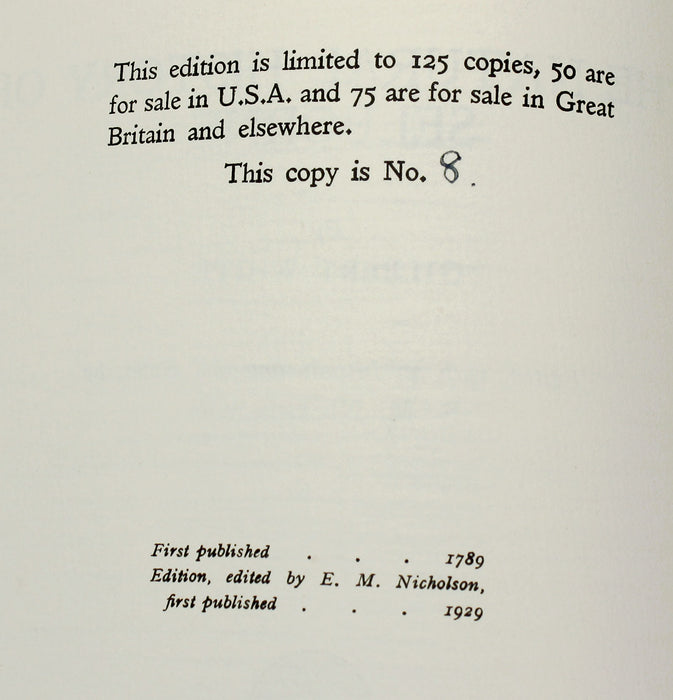 This edition is limited to 125 copies, 50 are
for sale in U.S.A. and 75 are for sale in Great
Britain and elsewhere.
This copy is No. 8.
First published . . . 1789
Edition, edited by E. M. Nicholson,
first published . . . 1929